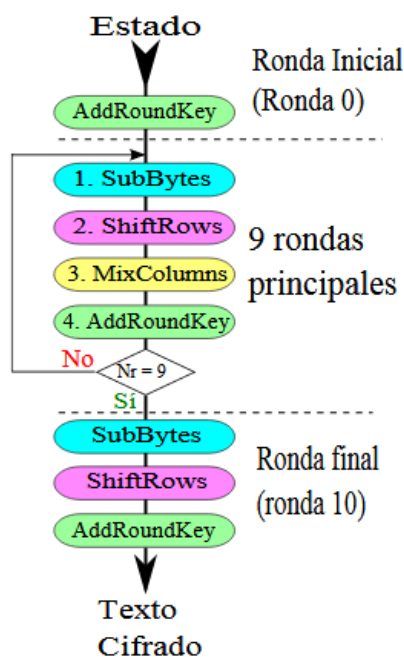 Estado
Ronda Inicial
(Ronda 0)
AddRoundKey
1. SubBytes
2. ShiftRows
3. MixColumns
4. AddRoundKey
9 rondas
principales
No
Nr = 9
Sí
SubBytes
ShiftRows
AddRoundKey
Ronda final
(ronda 10)
Texto
Cifrado